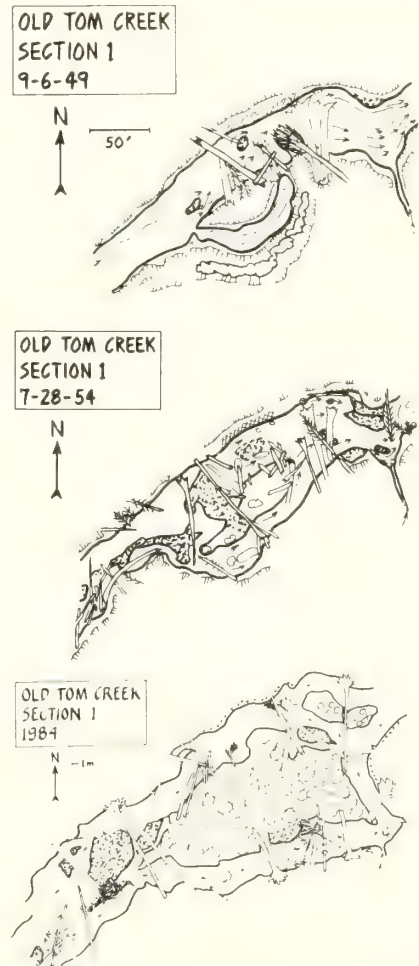 OLD TOM CREEK
SECTION 1
9-6-49
N
50'
OLD TOM CREEK
SECTION 1
7-28-54
N
OLD TOM CREEK
SECTION 1
1984
N
1m